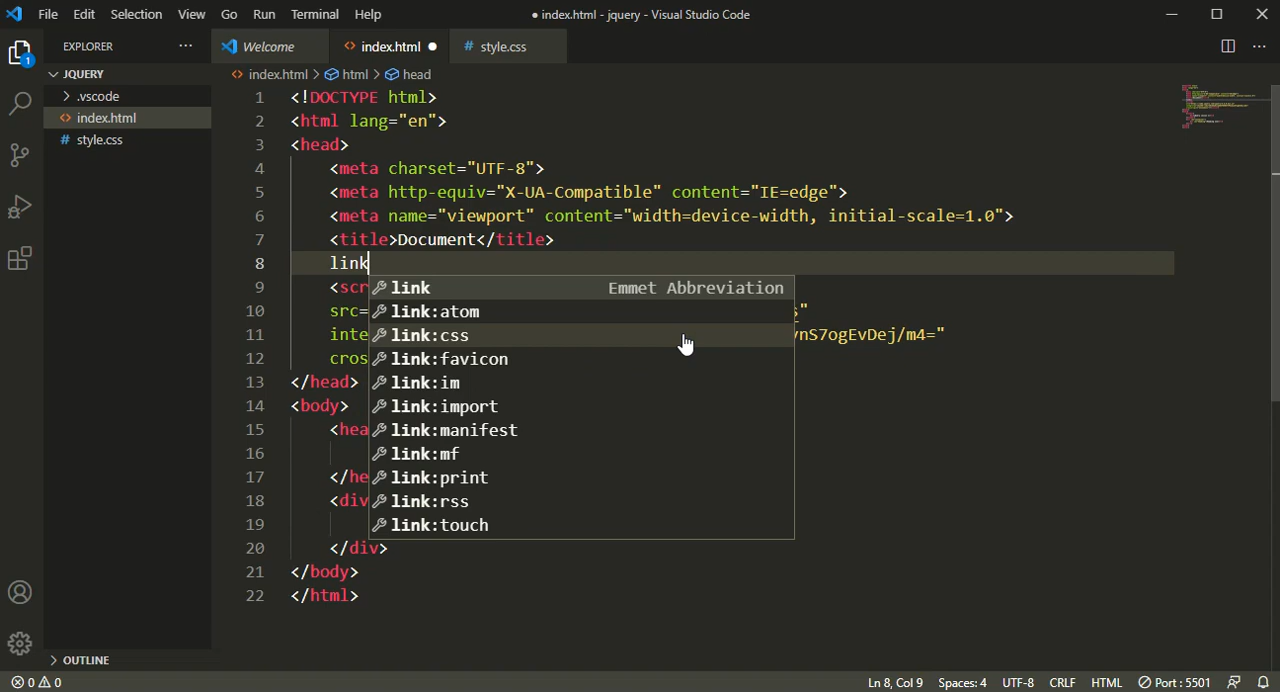 File Edit Selection View Go Run Terminal Help ● index.html - jquery - Visual Studio Code
EXPLORER ... Welcome index.html ● # style.css ...
JQUERY index.html > html > head
> .vscode
<> index.html
# style.css
1 <!DOCTYPE html>
2 <html lang="en">
3 <head>
4 <meta charset="UTF-8">
5 <meta http-equiv="X-UA-Compatible" content="IE=edge">
6 <meta name="viewport" content="width=device-width, initial-scale=1.0">
7 <title>Document</title>
8 link
9 <scr link Emmet Abbreviation
10 src= link:atom s"
11 inte link:css vnS7ogEvDej/m4="
12 cros link:favicon
13 </head> link:im
14 <body> link:import
15 <hea link:manifest
16 link:mf
17 </he link:print
18 <div link:rss
19 link:touch
20 </div>
21 </body>
22 </html>
1
> OUTLINE
0 0 Ln 8, Col 9 Spaces: 4 UTF-8 CRLF HTML Port : 5501